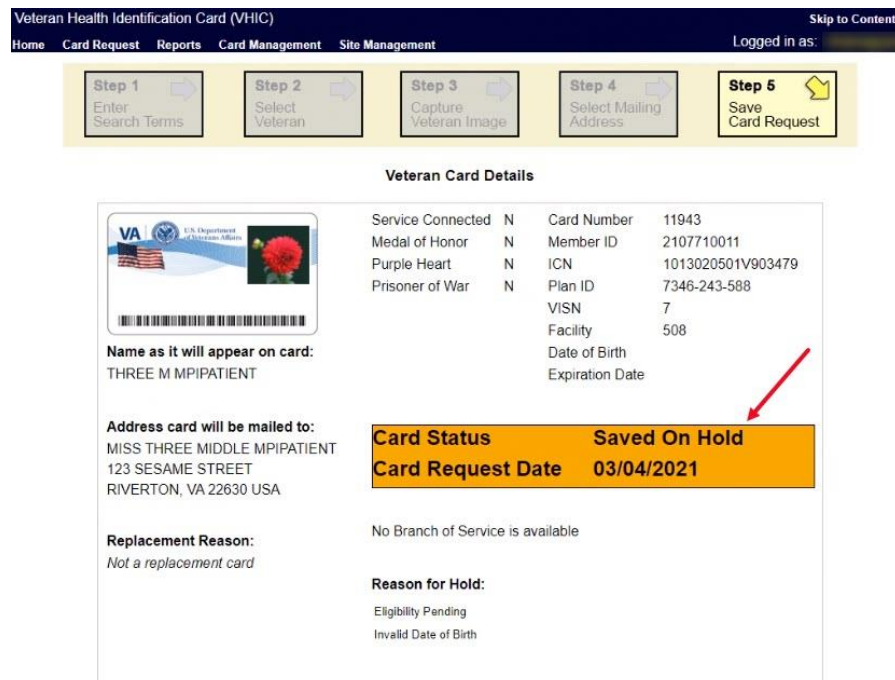 Veteran Health Identification Card (VHIC)
Skip to Content
Home Card Request Reports Card Management Site Management
Logged in as:
Step 1
Enter
Search Terms
Step 2
Select
Veteran
Step 3
Capture
Veteran Image
Step 4
Select Mailing
Address
Step 5
Save
Card Request
Veteran Card Details
VA
U.S. Department
of Veterans Affairs
Name as it will appear on card:
THREE M MPIPATIENT
Address card will be mailed to:
MISS THREE MIDDLE MPIPATIENT
123 SESAME STREET
RIVERTON, VA 22630 USA
Replacement Reason:
Not a replacement card
Service Connected N
Medal of Honor N
Purple Heart N
Prisoner of War N
Card Number 11943
Member ID 2107710011
ICN 1013020501V903479
Plan ID 7346-243-588
VISN 7
Facility 508
Date of Birth
Expiration Date
Card Status Saved On Hold
Card Request Date 03/04/2021
No Branch of Service is available
Reason for Hold:
Eligibility Pending
Invalid Date of Birth